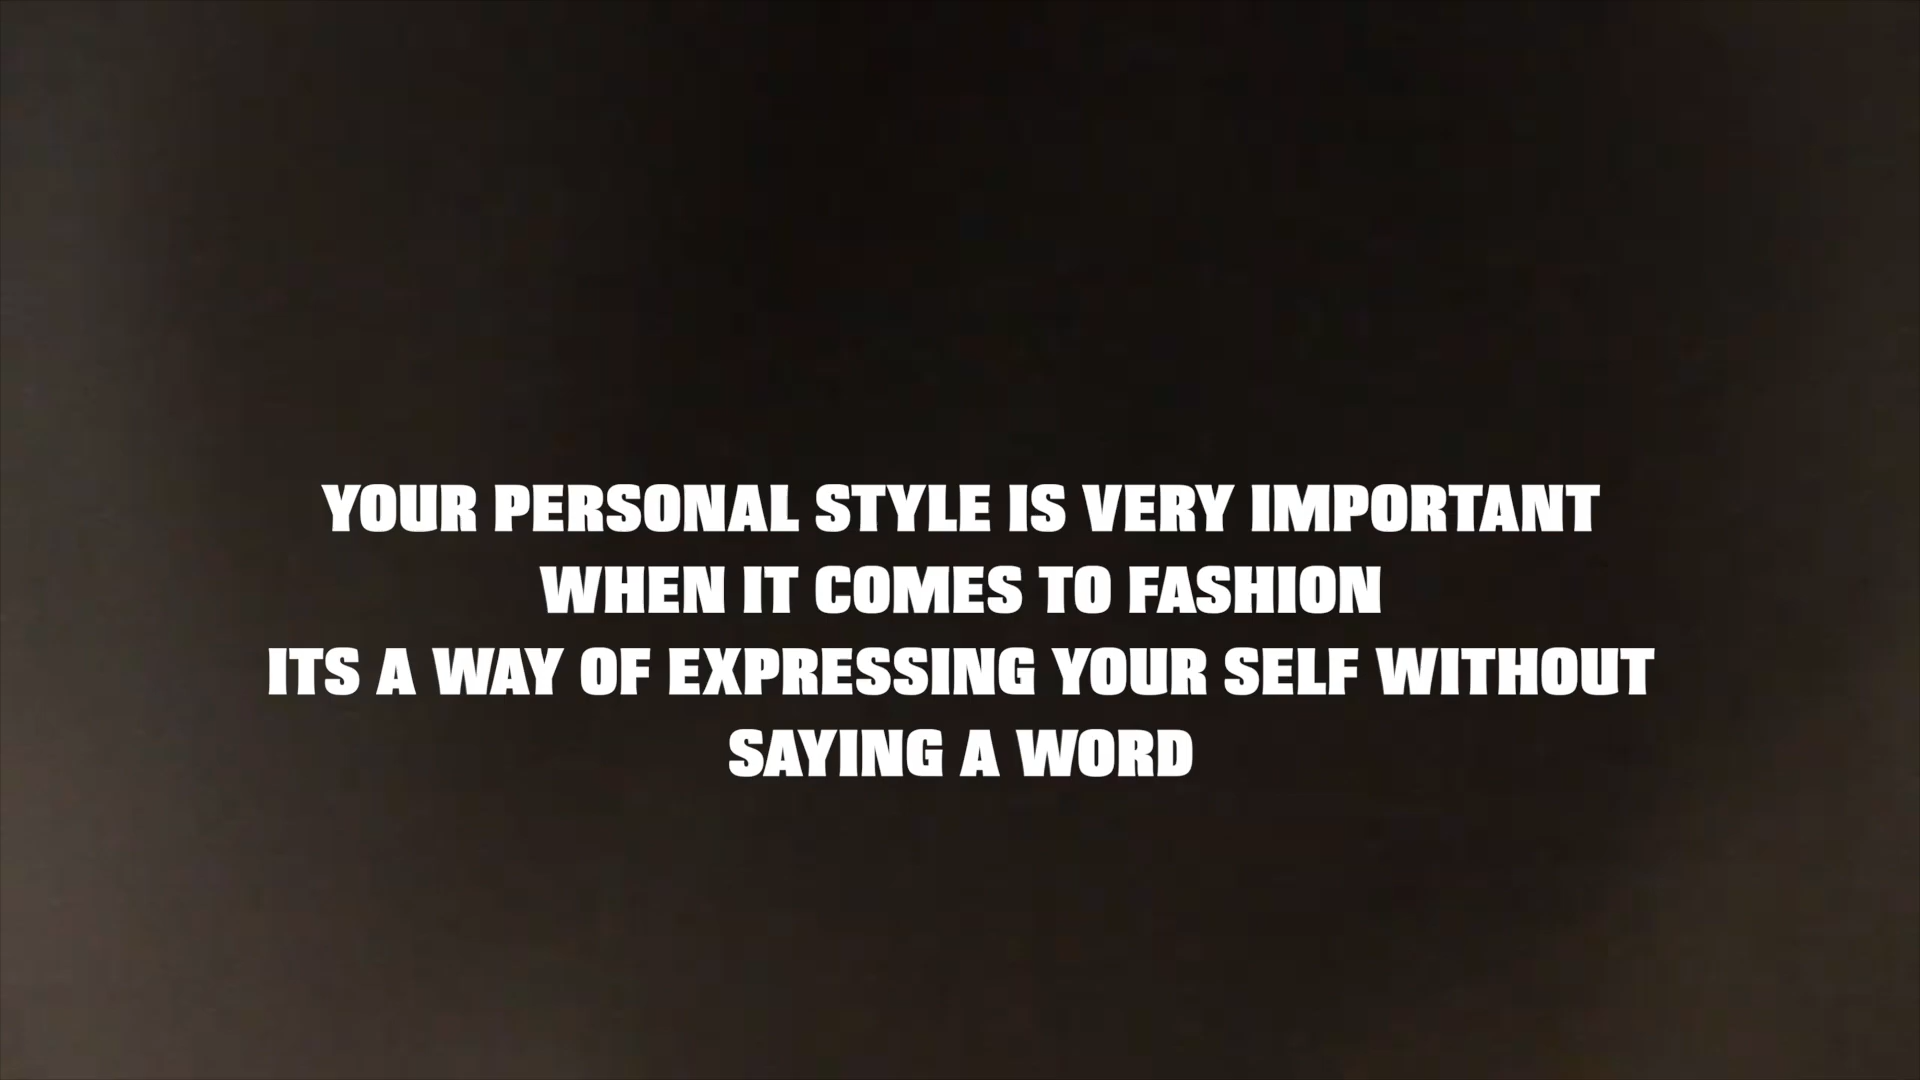 YOUR PERSONAL STYLE IS VERY IMPORTANT
WHEN IT COMES TO FASHION
ITS A WAY OF EXPRESSING YOUR SELF WITHOUT
SAYING A WORD